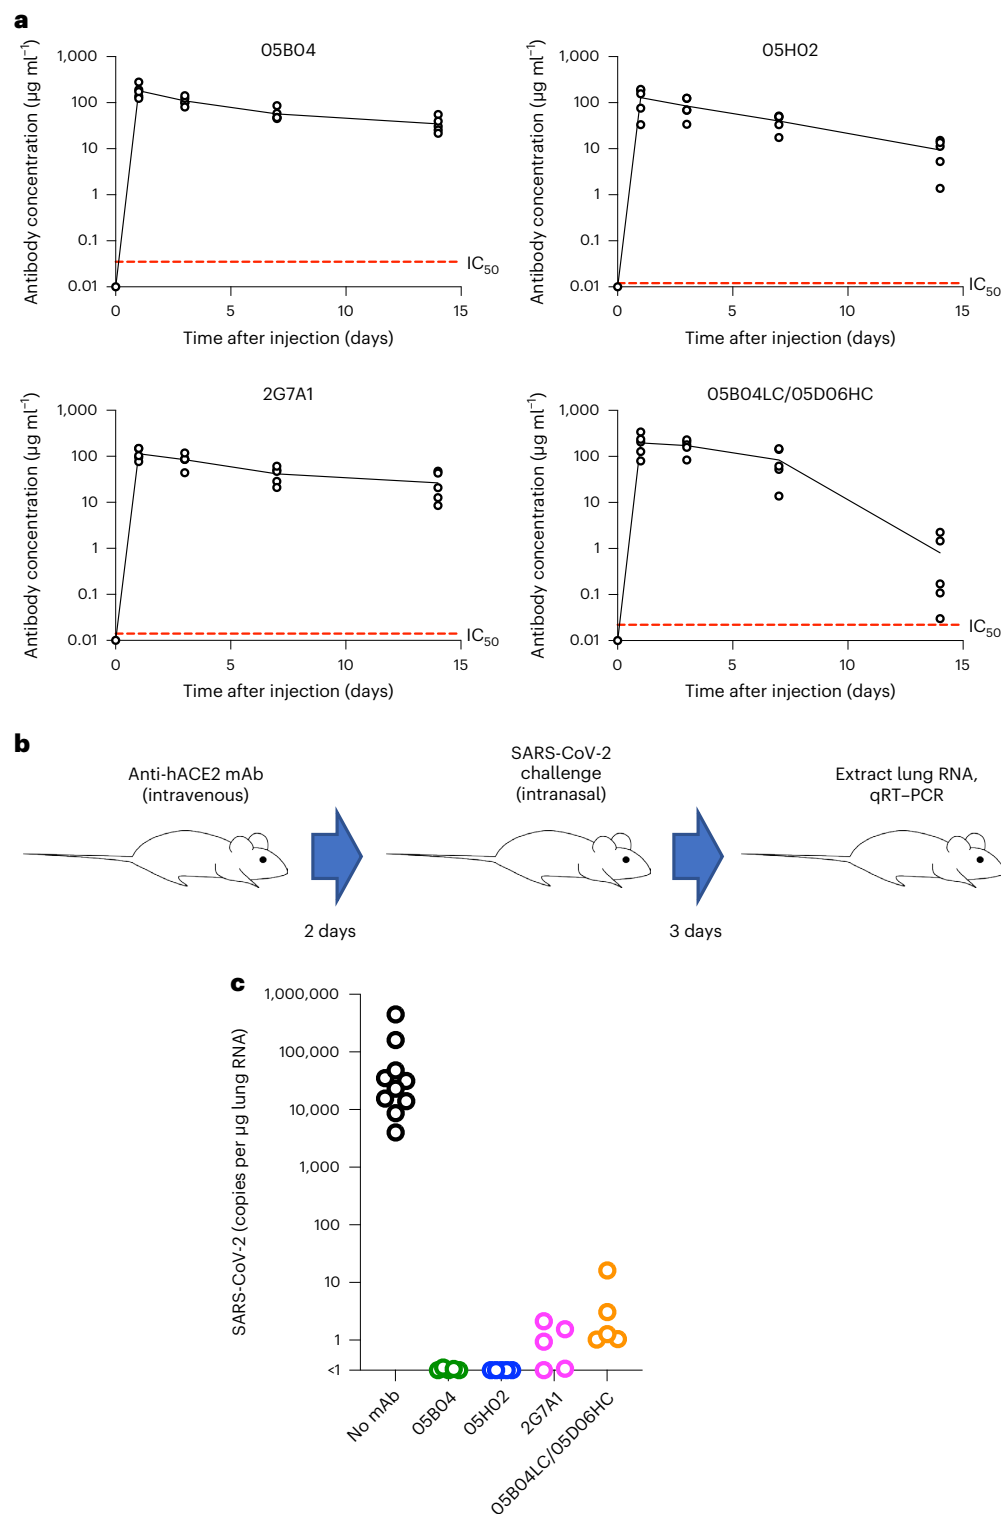 a
05B04
Antibody concentration (µg ml⁻¹)
1,000
100
10
1
0.1
0.01
IC₅₀
0
5
10
15
Time after injection (days)
05H02
Antibody concentration (µg ml⁻¹)
1,000
100
10
1
0.1
0.01
IC₅₀
0
5
10
15
Time after injection (days)
2G7A1
Antibody concentration (µg ml⁻¹)
1,000
100
10
1
0.1
0.01
IC₅₀
0
5
10
15
Time after injection (days)
05B04LC/05D06HC
Antibody concentration (µg ml⁻¹)
1,000
100
10
1
0.1
0.01
IC₅₀
0
5
10
15
Time after injection (days)
b
Anti-hACE2 mAb
(intravenous)
2 days
SARS-CoV-2
challenge
(intranasal)
3 days
Extract lung RNA,
qRT–PCR
c
SARS-CoV-2 (copies per µg lung RNA)
1,000,000
100,000
10,000
1,000
100
10
1
<1
No mAb
05B04
05H02
2G7A1
05B04LC/05D06HC